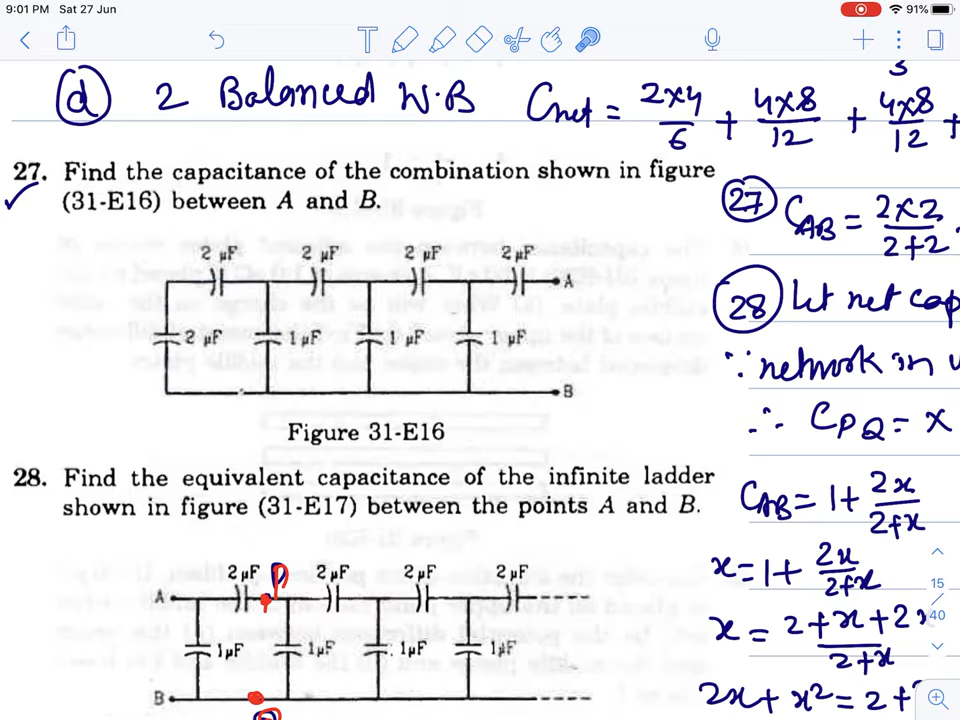 9:01 PM Sat 27 Jun
91%
T
3
(d) 2 Balanced W.B Cnet = 2×4/6 + 4×8/12 + 4×8/12 +
27. Find the capacitance of the combination shown in figure
(31-E16) between A and B.
2 µF 2 µF 2 µF 2 µF
A
2 µF 1 µF 1 µF 1 µF
B
Figure 31-E16
(27) CAB = 2×2/2+2
(28) Let net cap
∵ network in
∴ CPQ = x
28. Find the equivalent capacitance of the infinite ladder
shown in figure (31-E17) between the points A and B.
2 µF P 2 µF 2 µF 2 µF
A
1µF 1µF 1µF 1µF
B
CAB = 1 + 2x/2+x
x = 1 + 2x/2+x
x = 2+x+2x/2+x
2x + x² = 2 +
15
40